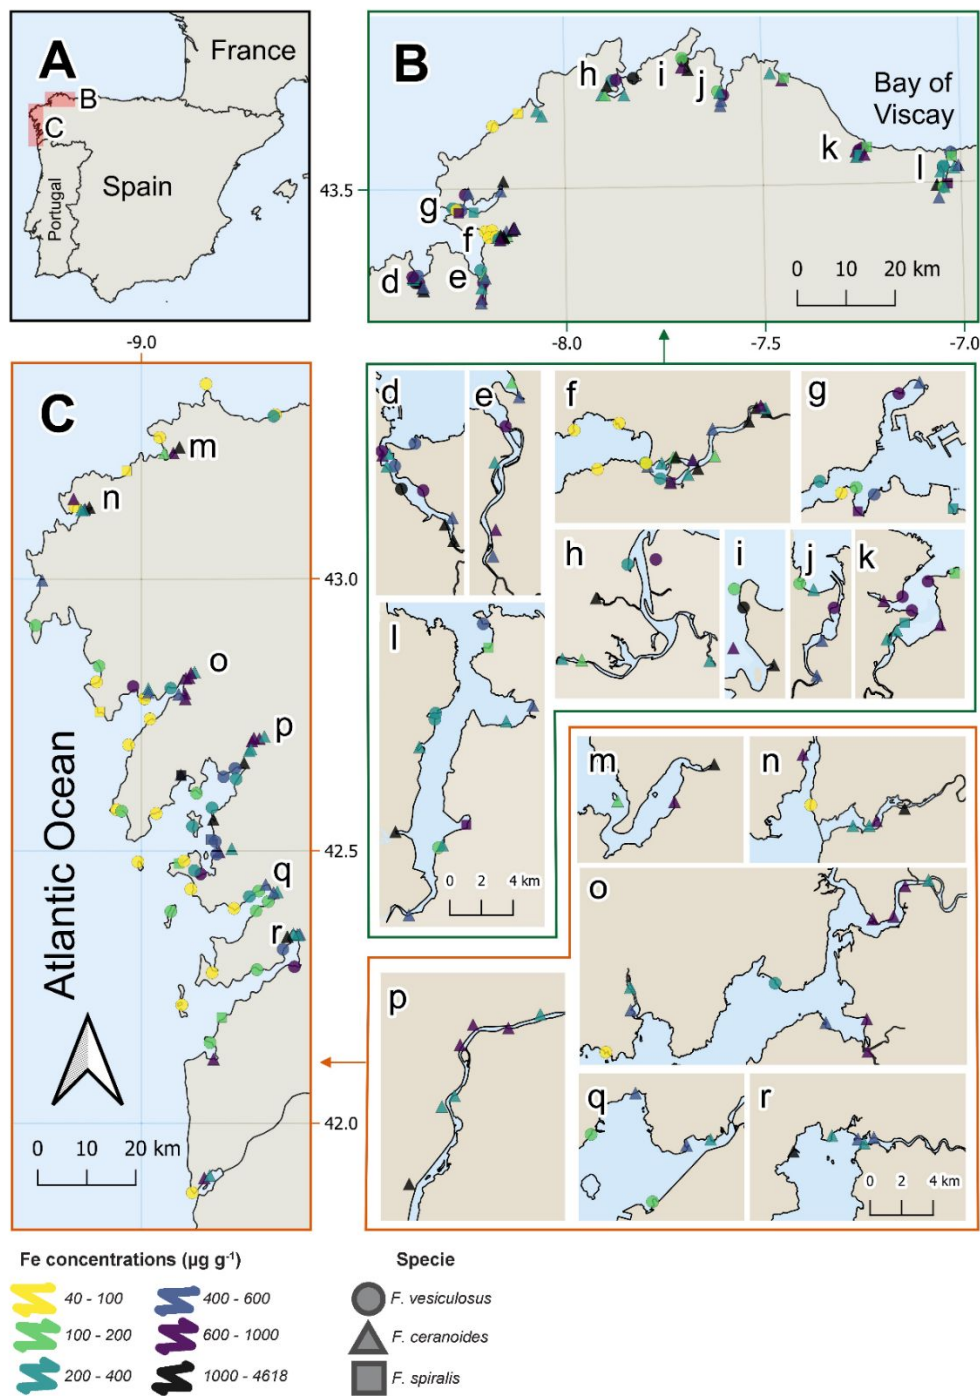 A
France
B
C
Portugal
Spain
B
h
i
j
Bay of
Viscay
k
l
g
f
d
e
43.5
0 10 20 km
-9.0
-8.0
-7.5
-7.0
C
m
n
43.0
o
p
Atlantic Ocean
42.5
q
r
42.0
0 10 20 km
d
e
f
g
h
i
j
k
l
0 2 4 km
m
n
o
p
q
r
0 2 4 km
Fe concentrations (µg g-1)
40 - 100
100 - 200
200 - 400
400 - 600
600 - 1000
1000 - 4618
Specie
F. vesiculosus
F. ceranoides
F. spiralis